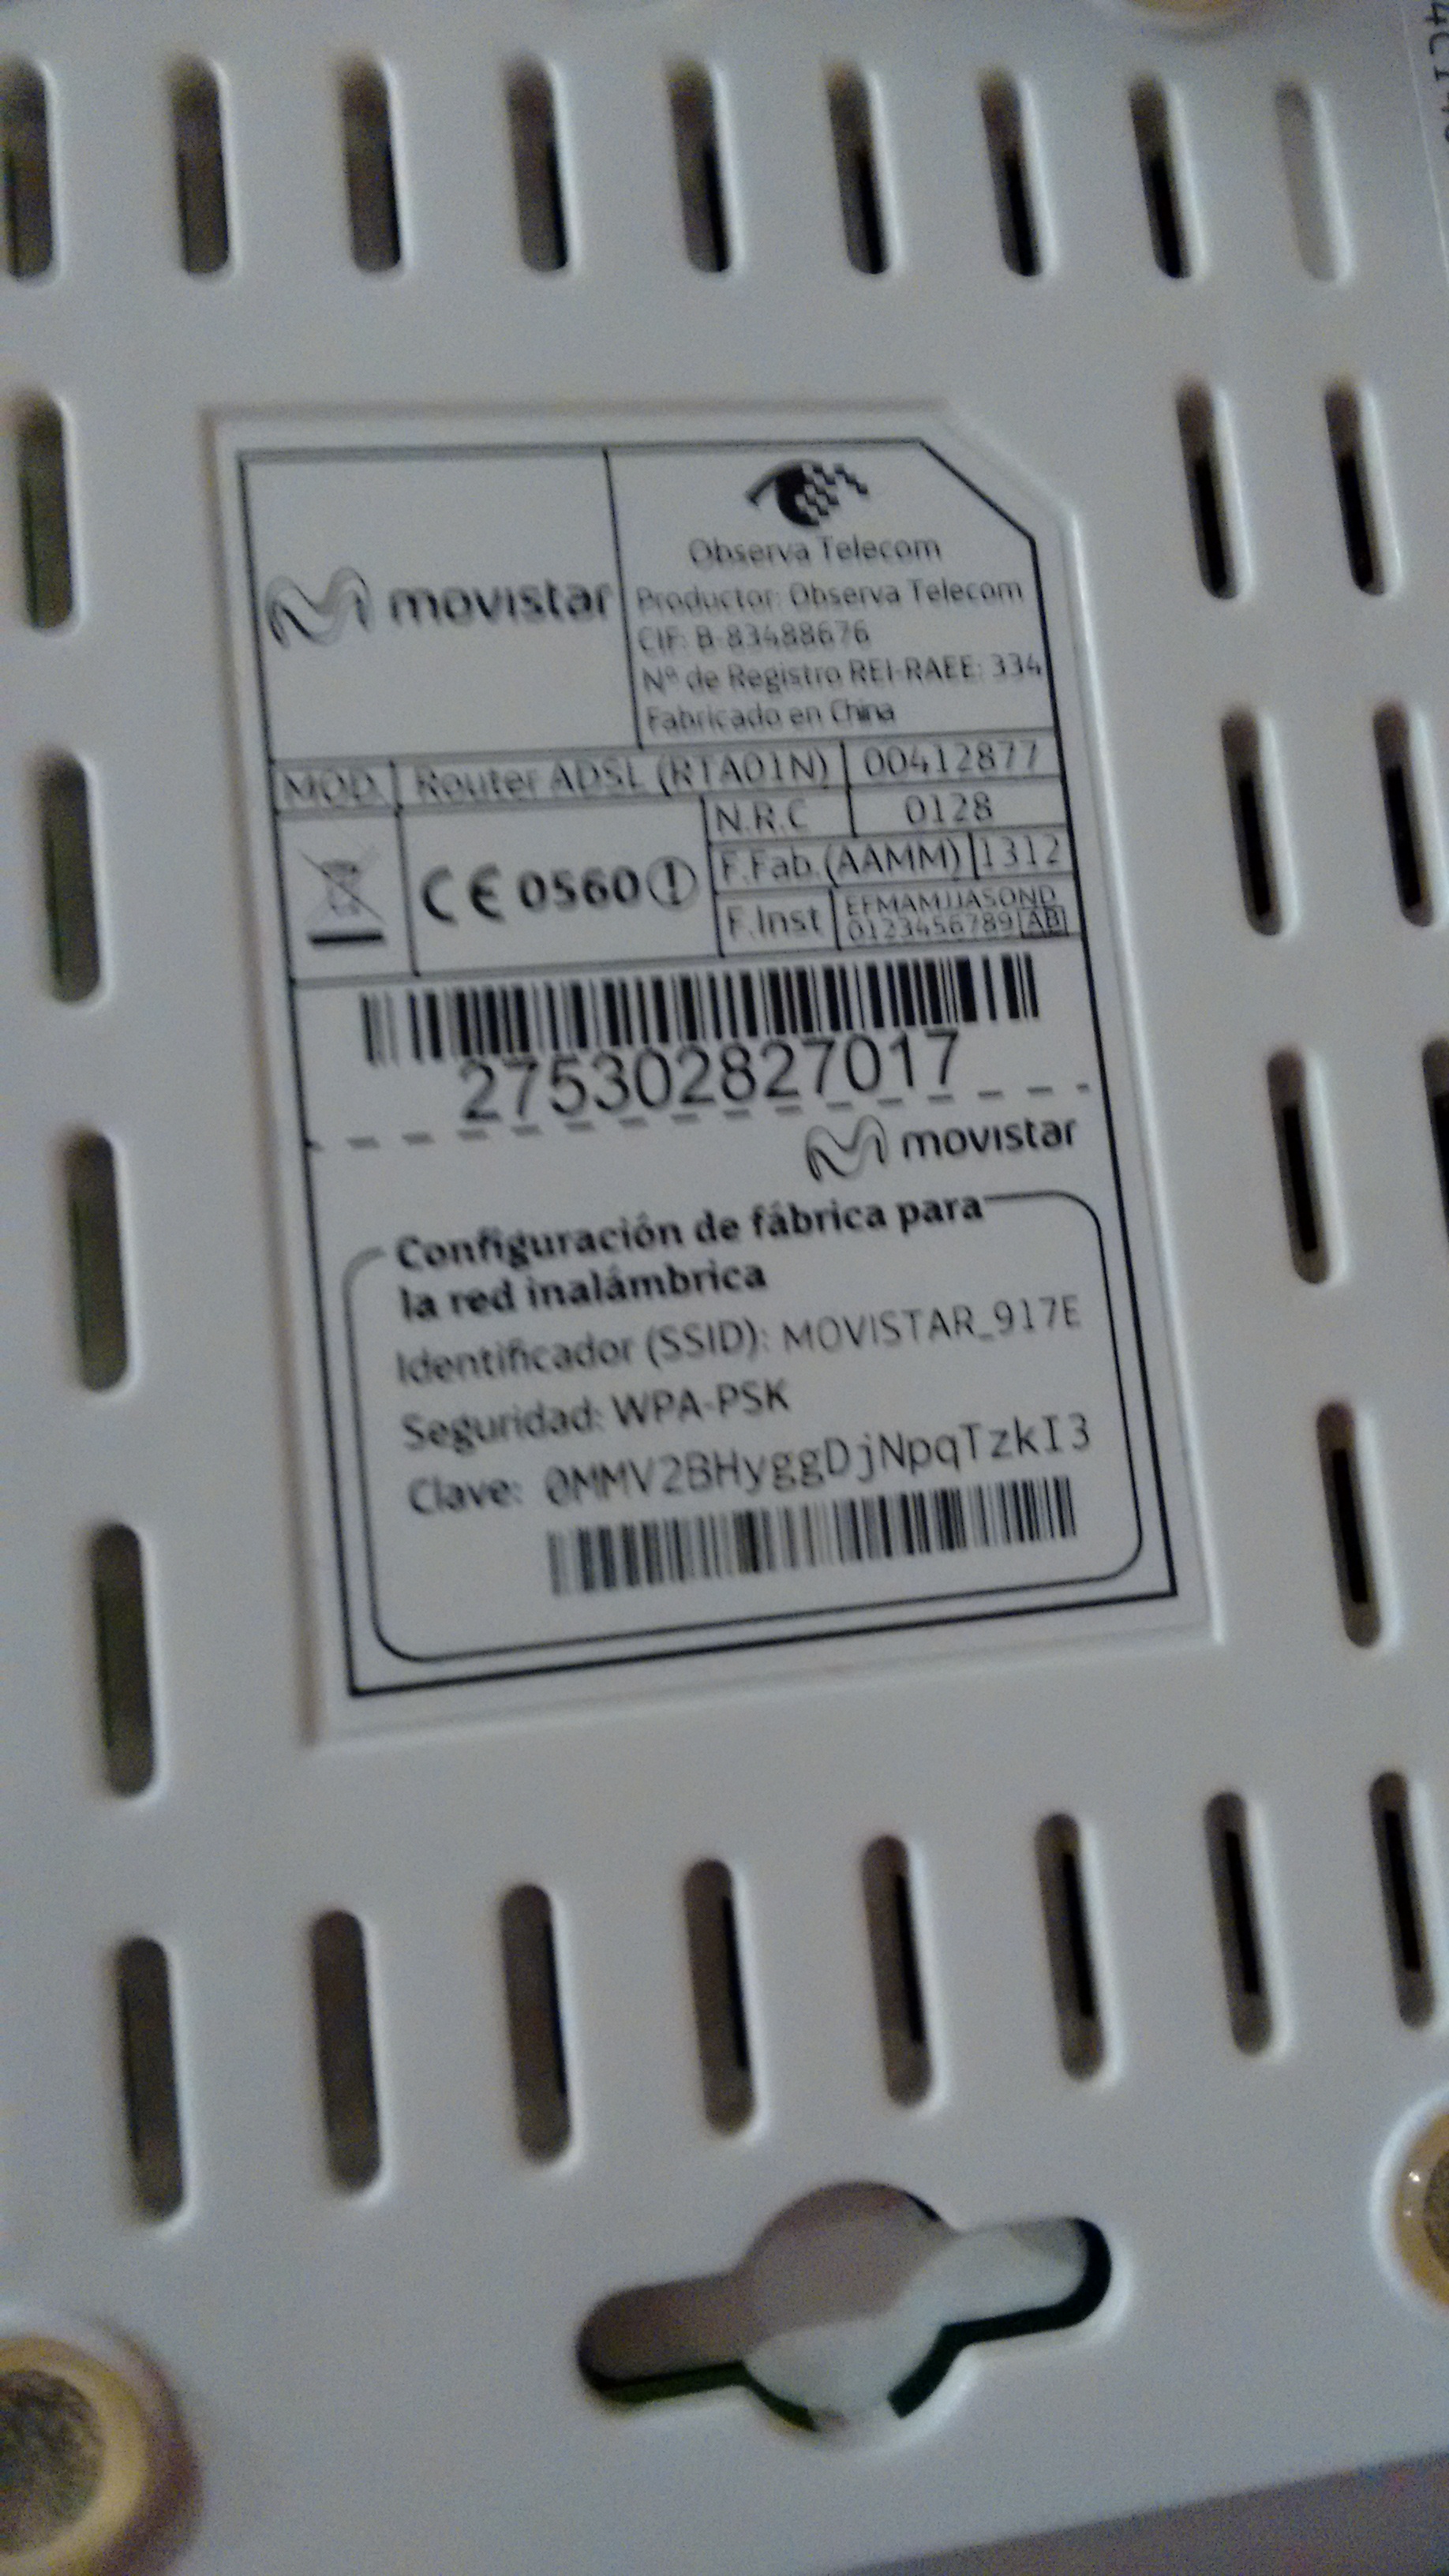 movistar
Observa Telecom
Productor: Observa Telecom
CIF: B-83488676
Nº de Registro REI-RAEE: 334
Fabricado en China
MOD. Router ADSL (RTA01N) 00412877
N.R.C 0128
CE 0560
F.Fab.(AAMM) 1312
F.Inst EFMAMJJASOND
0123456789 AB
275302827017
movistar
Configuración de fábrica para
la red inalámbrica
Identificador (SSID): MOVISTAR_917E
Seguridad: WPA-PSK
Clave: 0MMV2BHyggDjNpqTzkI3